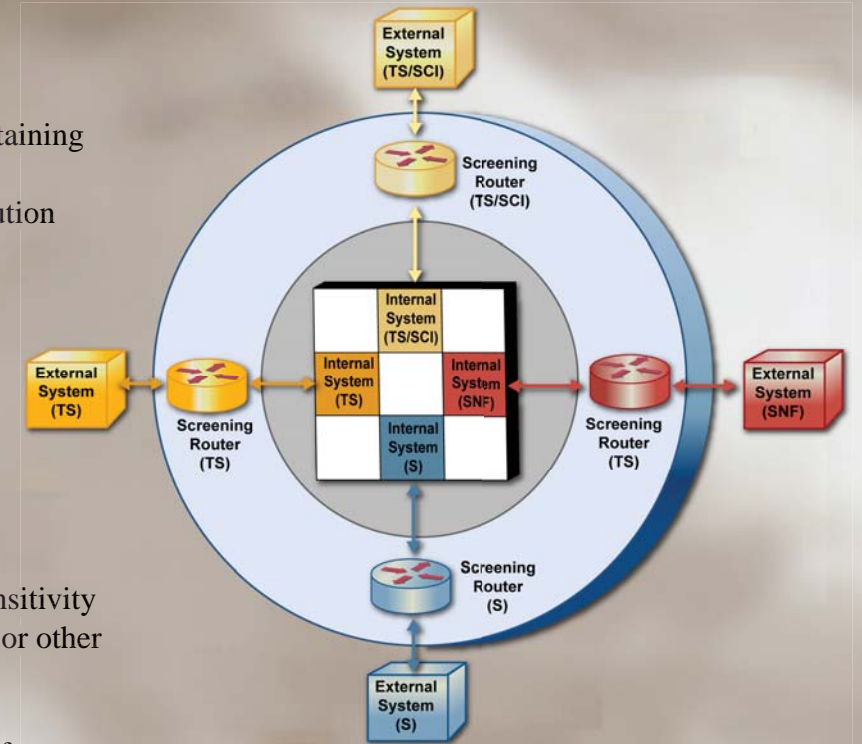 External
System
(TS/SCI)
taining
Screening
Router
(TS/SCI)
ution
Internal
System
(TS/SCI)
External
System
(TS)
Internal
System
(TS)
Internal
System
(SNF)
External
System
(SNF)
Screening
Router
(TS)
Internal
System
(S)
Screening
Router
(TS)
Screening
Router
(S)
nsitivity
or other
External
System
(S)